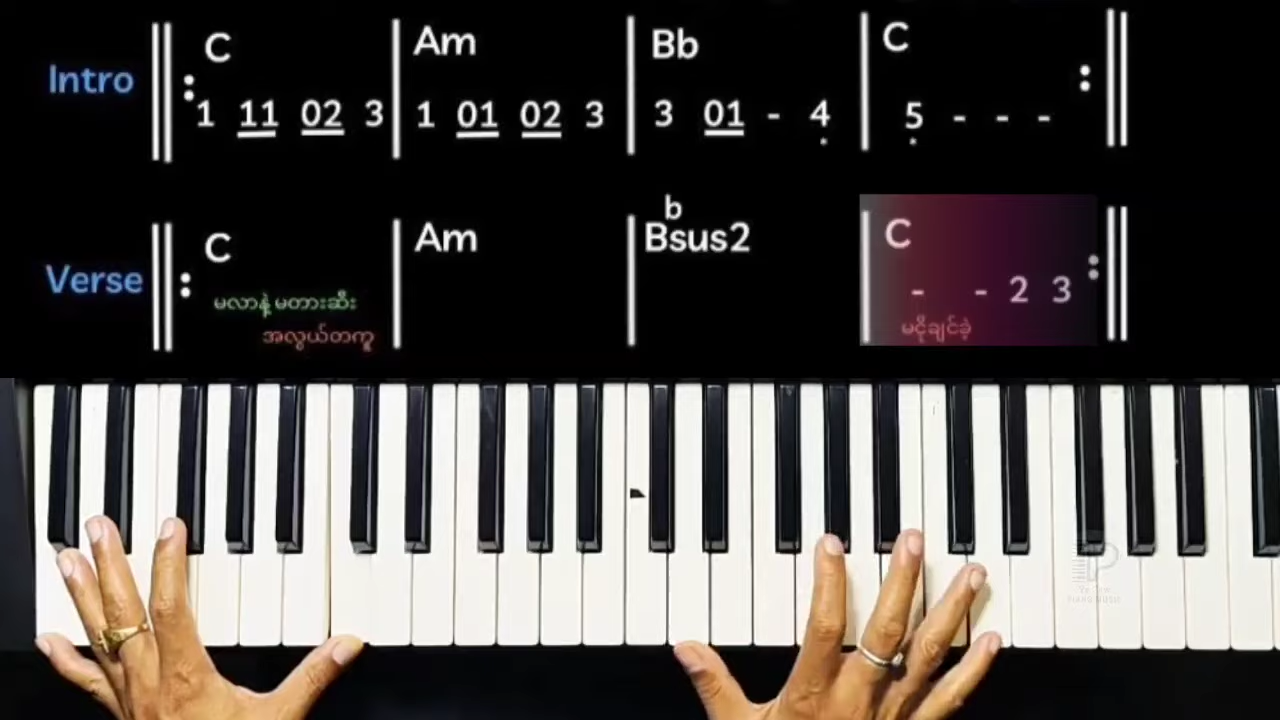 C Am Bb C
Intro 1 11 02 3 1 01 02 3 3 01 - 4 5 - - -
b
C Am Bsus2 C
Verse - - 2 3
မလာနဲ့ မတားဆီး
အလွယ်တကူ မငိုချင်ခဲ့